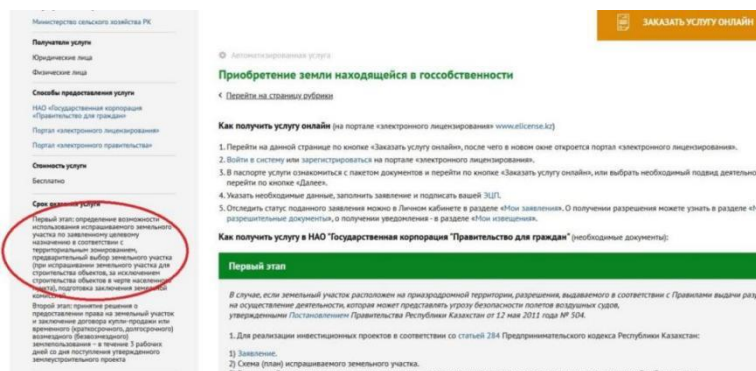 Министерство сельского хозяйства РК
Получатели услуги
Юридические лица
Физические лица
Способы предоставления услуги
НАО «Государственная корпорация
«Правительство для граждан»
Портал «электронного лицензирования»
Портал «электронного правительства»
Стоимость услуги
Бесплатно
Срок оказания услуги
Первый этап: определение возможности
использования испрашиваемого земельного
участка по заявленному целевому
назначению в соответствии с
территориальным зонированием,
предварительный выбор земельного участка
(при испрашивании земельного участка для
строительства объектов, за исключением
строительства объектов в черте населенного
пункта), подготовка заключения земельной
комиссией
Второй этап: принятие решения о
предоставлении права на земельный участок
и заключение договора купли-продажи или
временного (краткосрочного, долгосрочного)
возмездного (безвозмездного)
землепользования – в течение 3 рабочих
дней со дня поступления утвержденного
землеустроительного проекта
ЗАКАЗАТЬ УСЛУГУ ОНЛАЙН
Автоматизированная услуга
Приобретение земли находящейся в госсобственности
Перейти на страницу рубрики
Как получить услугу онлайн (на портале «электронного лицензирования» www.elicense.kz)
1. Перейти на данной странице по кнопке «Заказать услугу онлайн», после чего в новом окне откроется портал «электронного лицензирования».
2. Войти в систему или зарегистрироваться на портале «электронного лицензирования».
3. В паспорте услуги ознакомиться с пакетом документов и перейти по кнопке «Заказать услугу онлайн», или выбрать необходимый подвид деятельно
перейти по кнопке «Далее».
4. Указать необходимые данные, заполнить заявление и подписать вашей ЭЦП.
5. Отследить статус поданного заявления можно в Личном кабинете в разделе «Мои заявления». О получении разрешения можете узнать в разделе «М
разрешительные документы», о получении уведомления - в разделе «Мои извещения».
Как получить услугу в НАО "Государственная корпорация "Правительство для граждан" (необходимые документы):
Первый этап
В случае, если земельный участок расположен на приаэродромной территории, разрешения, выдаваемого в соответствии с Правилами выдачи раз
на осуществление деятельности, которая может представлять угрозу безопасности полетов воздушных судов,
утвержденными Постановлением Правительства Республики Казахстан от 12 мая 2011 года № 504.
1. Для реализации инвестиционных проектов в соответствии со статьей 284 Предпринимательского кодекса Республики Казахстан:
1) Заявление.
2) Схема (план) испрашиваемого земельного участка.